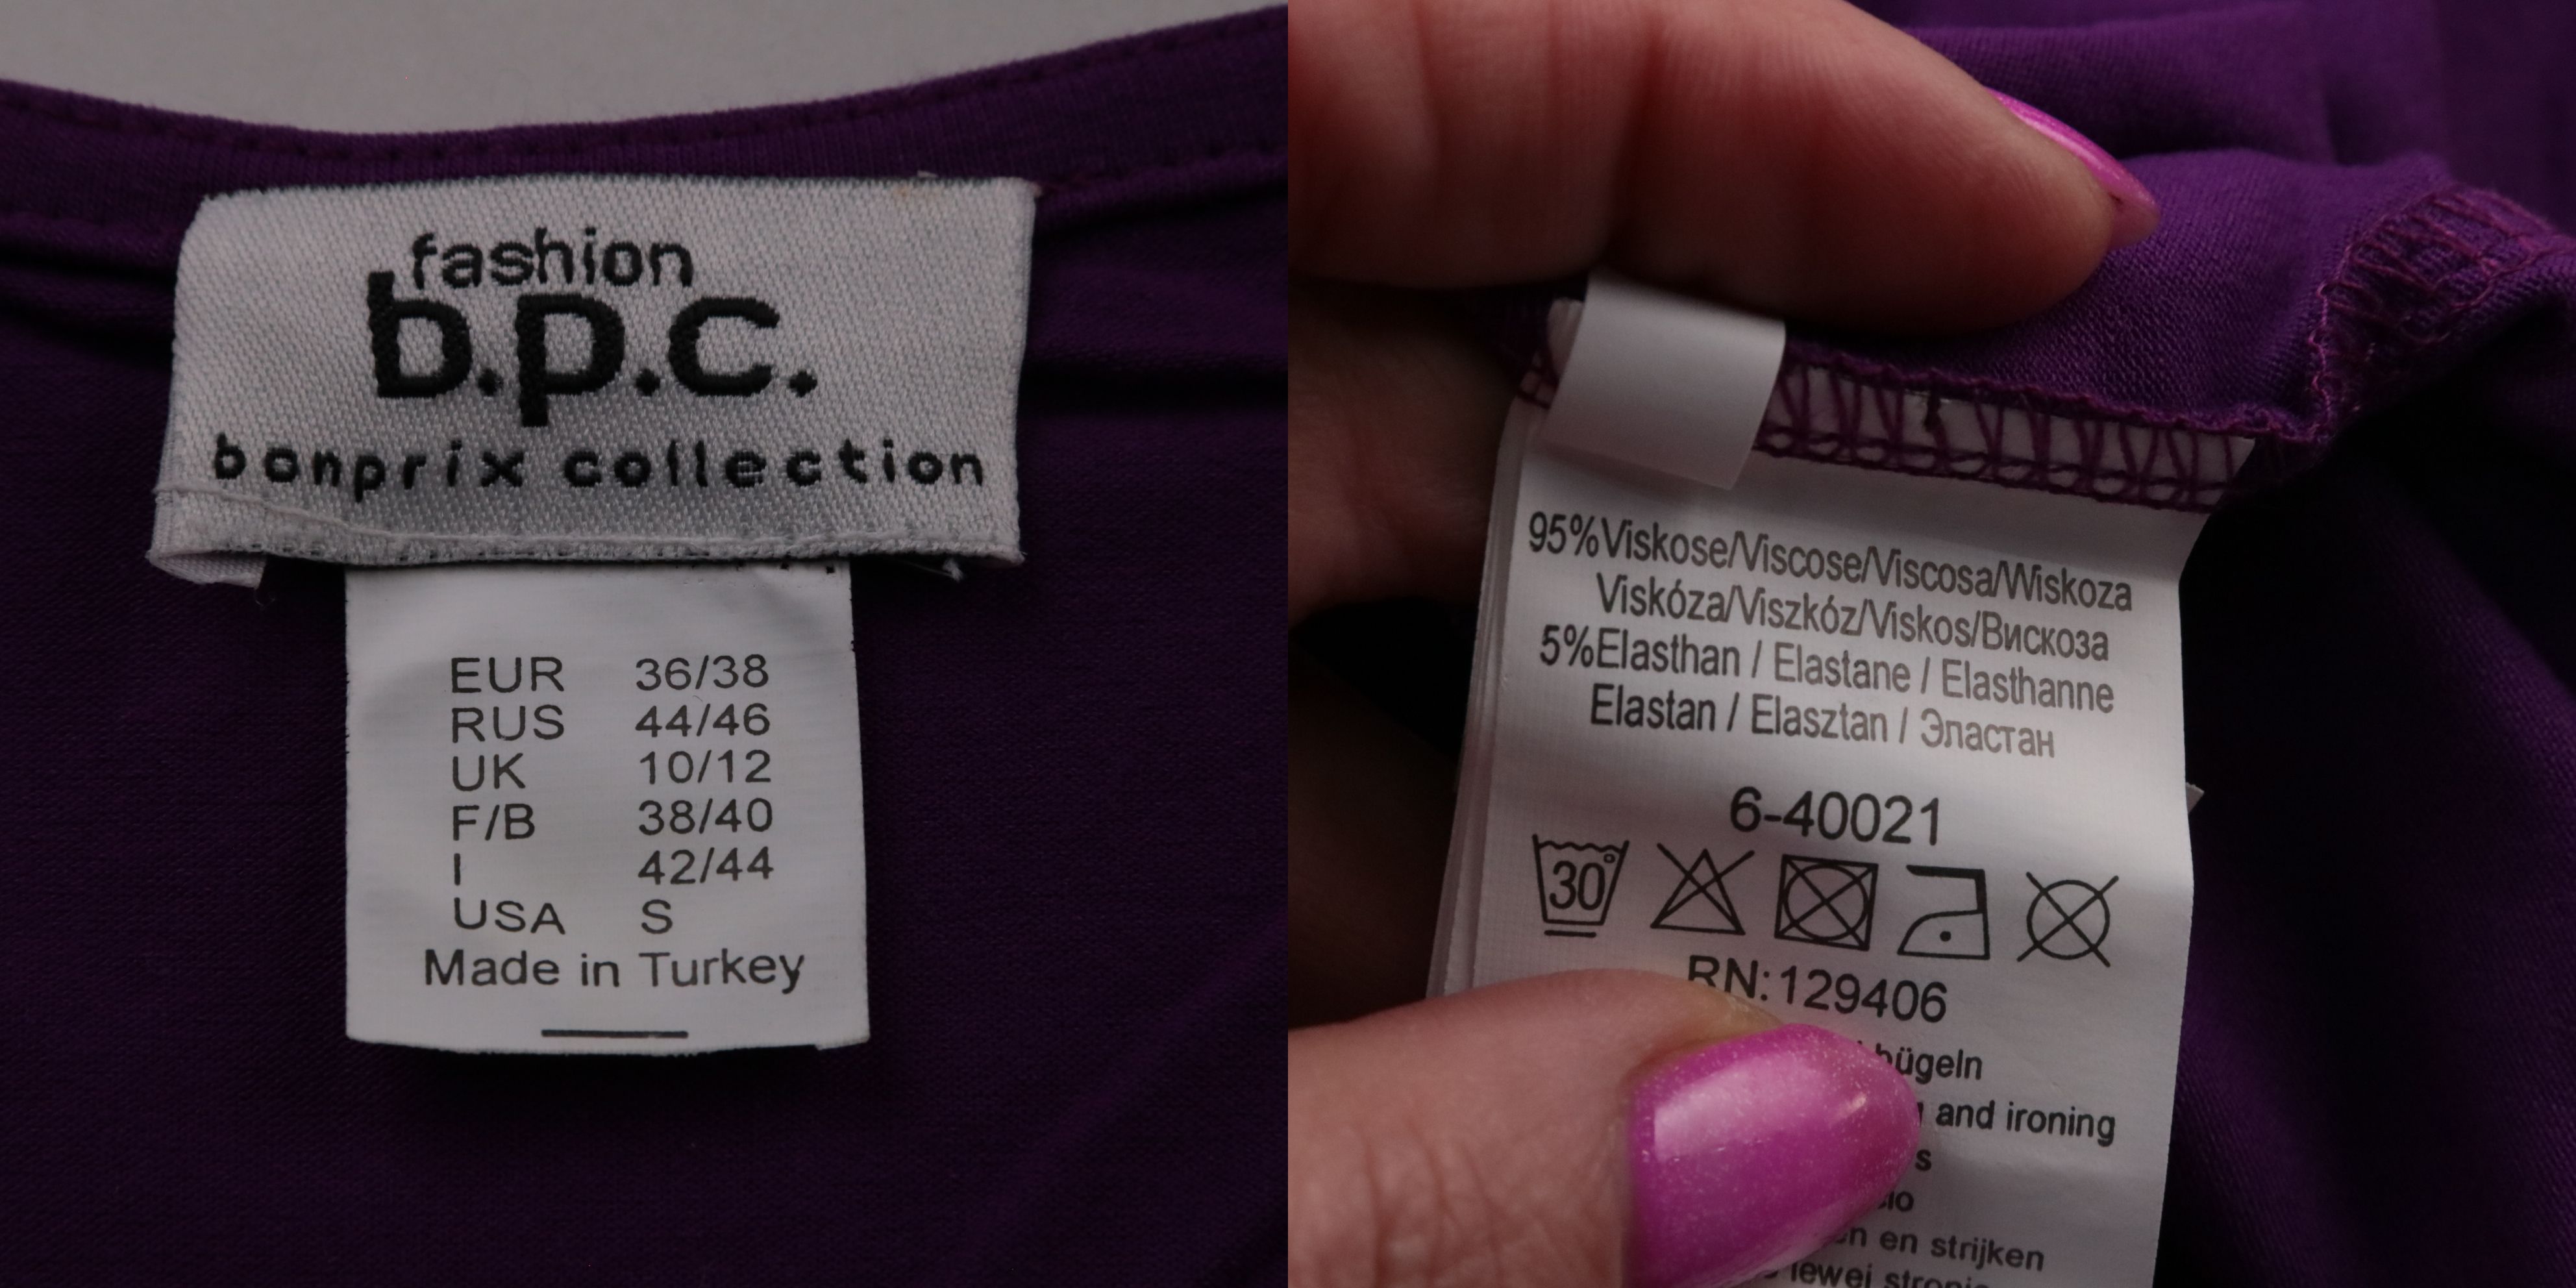 fashion
b.p.c.
bonprix collection
EUR 36/38
RUS 44/46
UK 10/12
F/B 38/40
I 42/44
USA S
Made in Turkey
95%Viskose/Viscose/Viscosa/Wiskoza
Viskóza/Viszkóz/Viskos/Вискоза
5%Elasthan / Elastane / Elasthanne
Elastan / Elasztan / Эластан
6-40021
30°
RN:129406
bügeln
and ironing
s
en strijken
lewej stronie